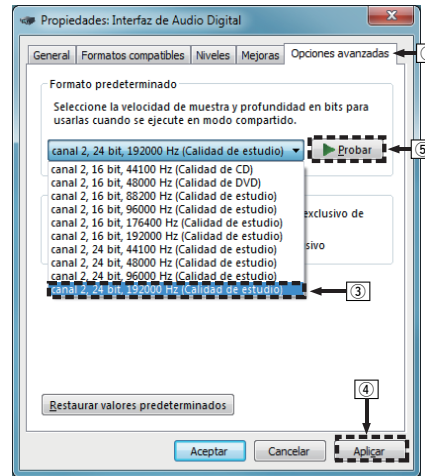 Propiedades: Interfaz de Audio Digital
General Formatos compatibles Niveles Mejoras Opciones avanzadas
Formato predeterminado
Seleccione la velocidad de muestra y profundidad en bits para
usarlas cuando se ejecute en modo compartido.
canal 2, 24 bit, 192000 Hz (Calidad de estudio) Probar ⑤
canal 2, 16 bit, 44100 Hz (Calidad de CD)
canal 2, 16 bit, 48000 Hz (Calidad de DVD)
canal 2, 16 bit, 88200 Hz (Calidad de estudio)
canal 2, 16 bit, 96000 Hz (Calidad de estudio)
canal 2, 16 bit, 176400 Hz (Calidad de estudio)
canal 2, 16 bit, 192000 Hz (Calidad de estudio)
canal 2, 24 bit, 44100 Hz (Calidad de estudio)
canal 2, 24 bit, 48000 Hz (Calidad de estudio)
canal 2, 24 bit, 96000 Hz (Calidad de estudio)
canal 2, 24 bit, 192000 Hz (Calidad de estudio)
exclusivo de
sivo
③
④
Restaurar valores predeterminados
Aceptar Cancelar Aplicar